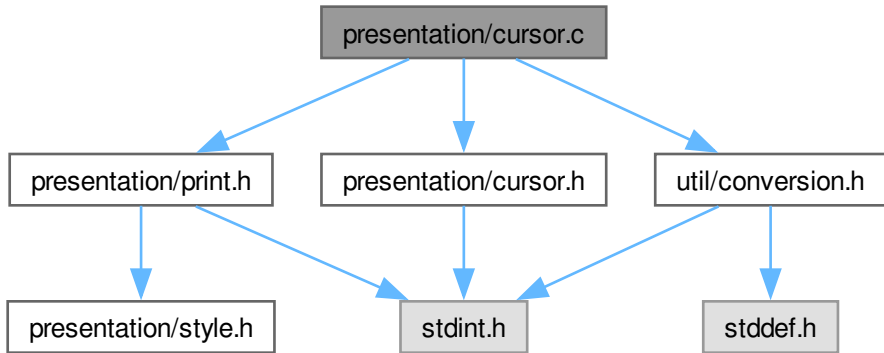 presentation/cursor.c
presentation/print.h
presentation/cursor.h
util/conversion.h
presentation/style.h
stdint.h
stddef.h